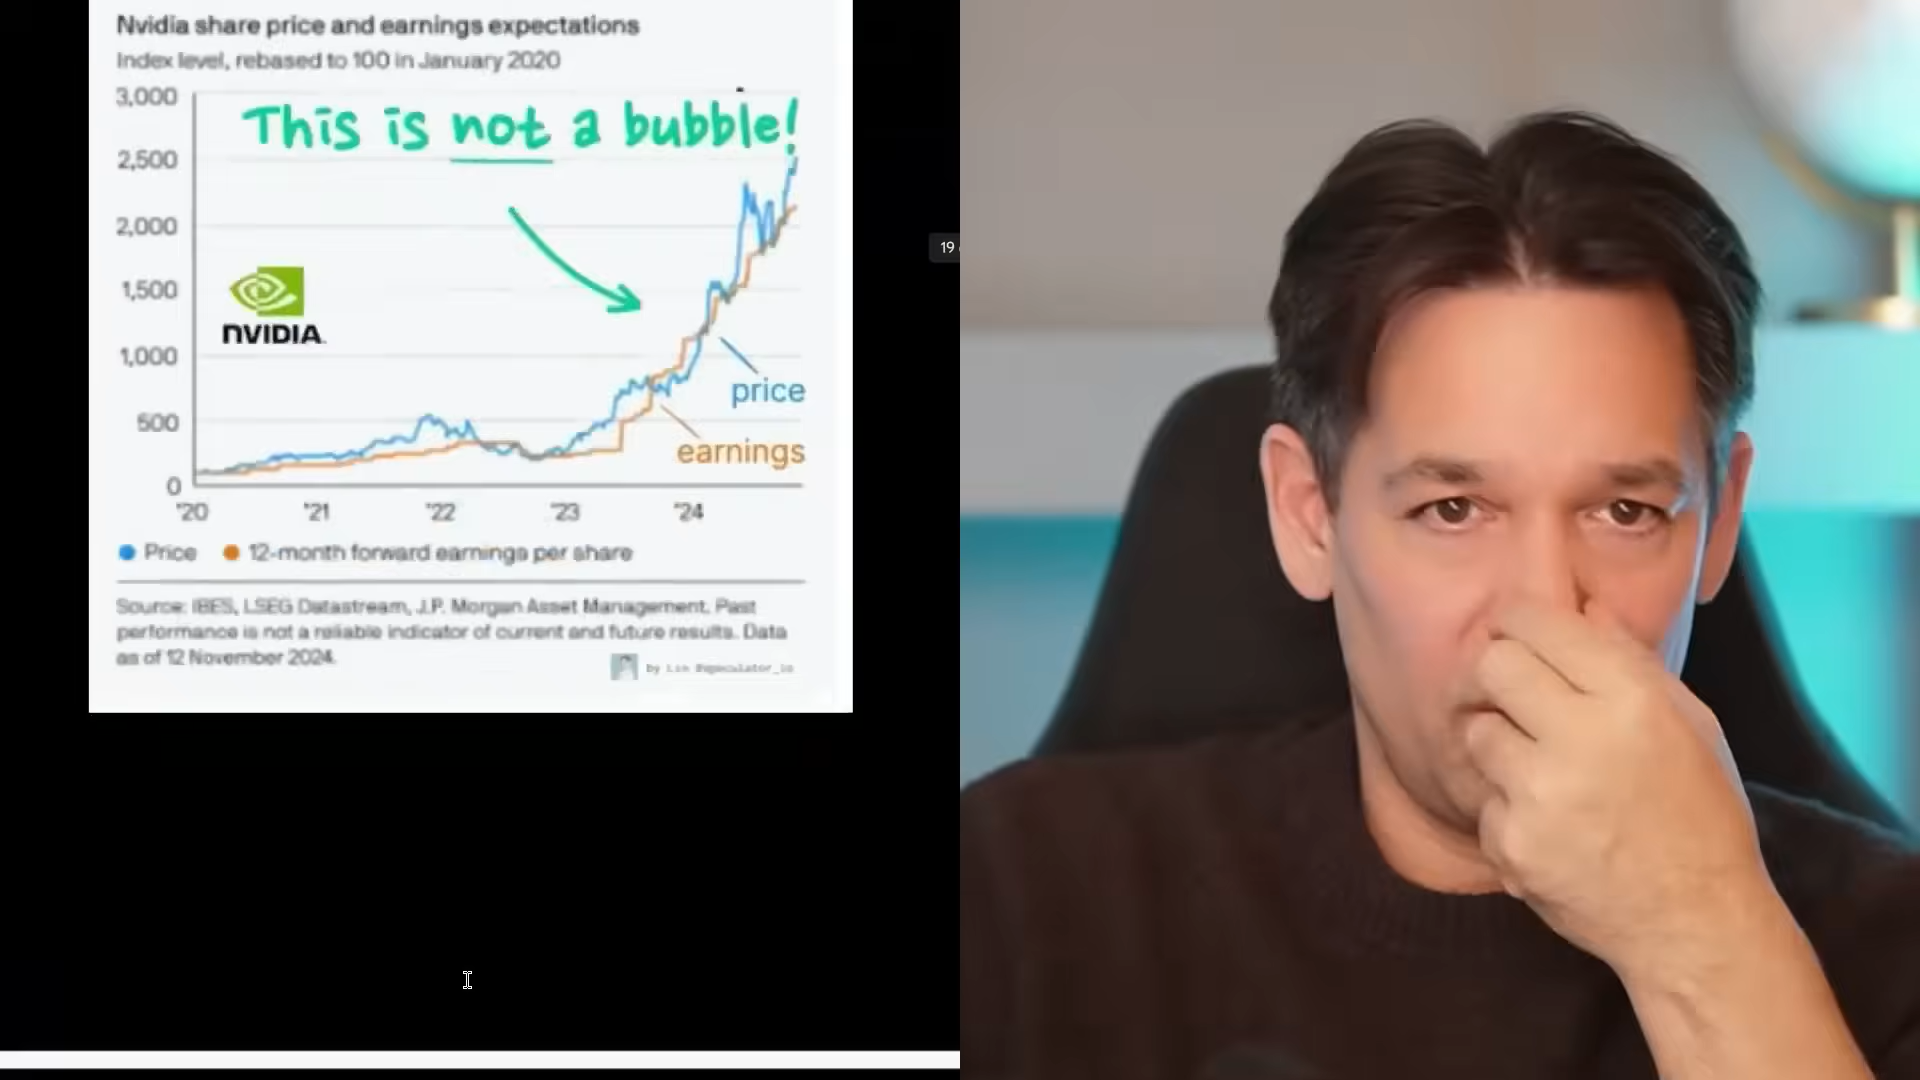 Nvidia share price and earnings expectations
Index level, rebased to 100 in January 2020
3,000
This is not a bubble!
2,500
2,000
1,500
NVIDIA
1,000
price
500
earnings
0
'20 '21 '22 '23 '24
Price 12-month forward earnings per share
Source: IBES, LSEG Datastream, J.P. Morgan Asset Management. Past
performance is not a reliable indicator of current and future results. Data
as of 12 November 2024.
by Lin @speculator_io
19